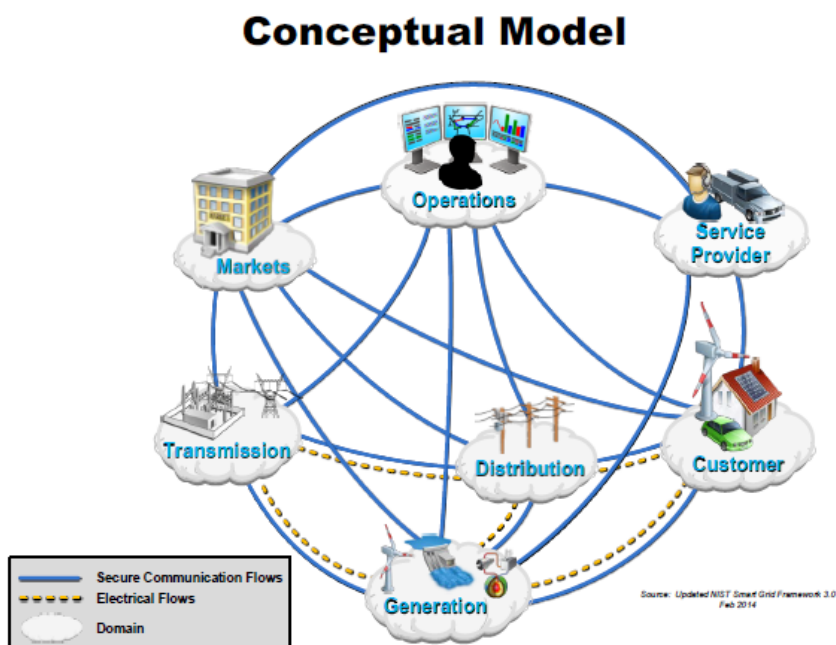 Conceptual Model
Operations
Service
Provider
Markets
Transmission
Distribution
Customer
Generation
Secure Communication Flows
Electrical Flows
Domain
Source: Updated NIST Smart Grid Framework 3.0
Feb 2014